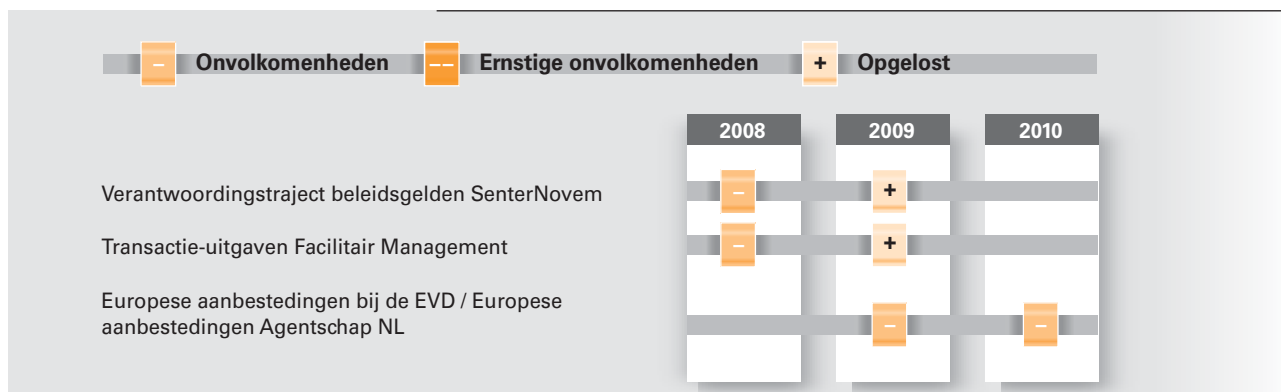 – Onvolkomenheden –– Ernstige onvolkomenheden + Opgelost
2008 2009 2010
Verantwoordingstraject beleidsgelden SenterNovem – +
Transactie-uitgaven Facilitair Management – +
Europese aanbestedingen bij de EVD / Europese
aanbestedingen Agentschap NL – –